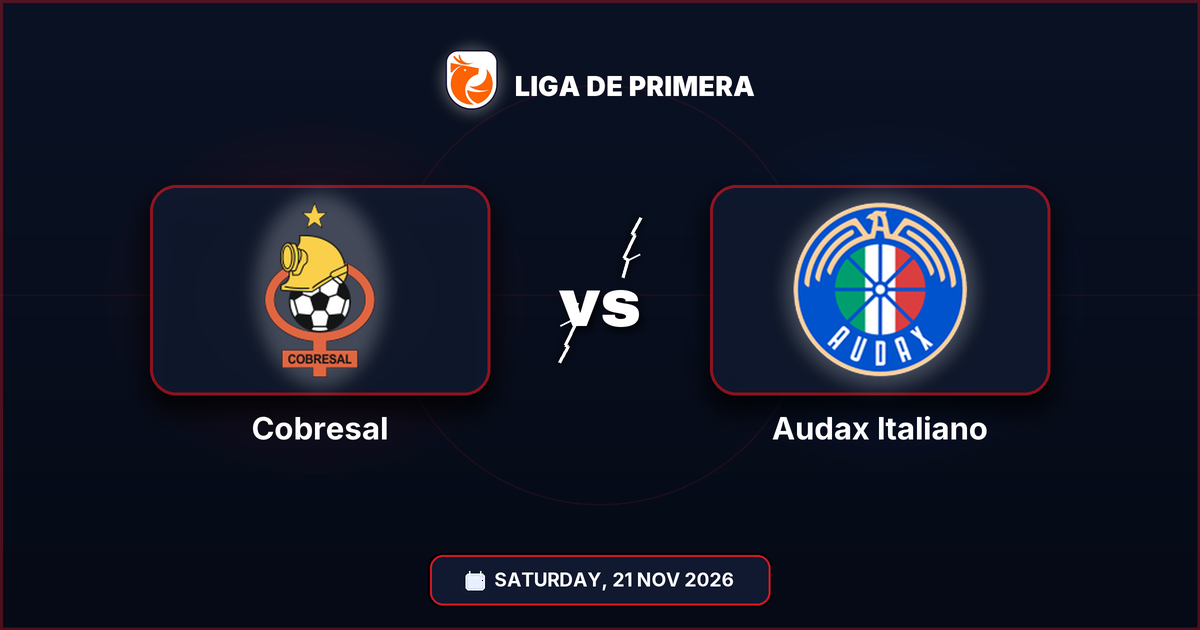 LIGA DE PRIMERA
COBRESAL
AUDAX
VS
Cobresal
Audax Italiano
SATURDAY, 21 NOV 2026